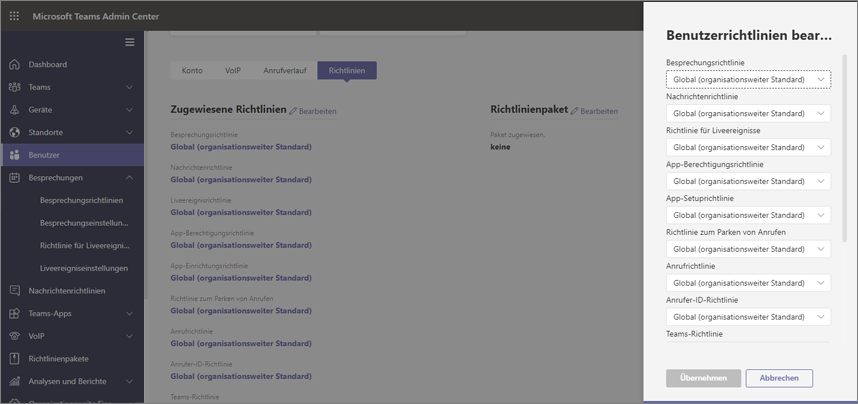 Microsoft Teams Admin Center
Dashboard
Teams
Geräte
Standorte
Benutzer
Besprechungen
Besprechungsrichtlinien
Besprechungseinstellun...
Richtlinie für Liveereigni...
Liveereigniseinstellungen
Nachrichtenrichtlinien
Teams-Apps
VoIP
Richtlinienpakete
Analysen und Berichte
Konto VoIP Anrufverlauf Richtlinien
Zugewiesene Richtlinien Bearbeiten
Besprechungsrichtlinie
Global (organisationsweiter Standard)
Nachrichtenrichtlinie
Global (organisationsweiter Standard)
Liveereignisrichtlinie
Global (organisationsweiter Standard)
App-Berechtigungsrichtlinie
Global (organisationsweiter Standard)
App-Einrichtungsrichtlinie
Global (organisationsweiter Standard)
Richtlinie zum Parken von Anrufen
Global (organisationsweiter Standard)
Anrufrichtlinie
Global (organisationsweiter Standard)
Anrufer-ID-Richtlinie
Global (organisationsweiter Standard)
Teams-Richtlinie
Richtlinienpaket Bearbeiten
Paket zugewiesen.
keine
Benutzerrichtlinien bear...
Besprechungsrichtlinie
Global (organisationsweiter Standard)
Nachrichtenrichtlinie
Global (organisationsweiter Standard)
Richtlinie für Liveereignisse
Global (organisationsweiter Standard)
App-Berechtigungsrichtlinie
Global (organisationsweiter Standard)
App-Setuprichtlinie
Global (organisationsweiter Standard)
Richtlinie zum Parken von Anrufen
Global (organisationsweiter Standard)
Anrufrichtlinie
Global (organisationsweiter Standard)
Anrufer-ID-Richtlinie
Global (organisationsweiter Standard)
Teams-Richtlinie
Übernehmen Abbrechen